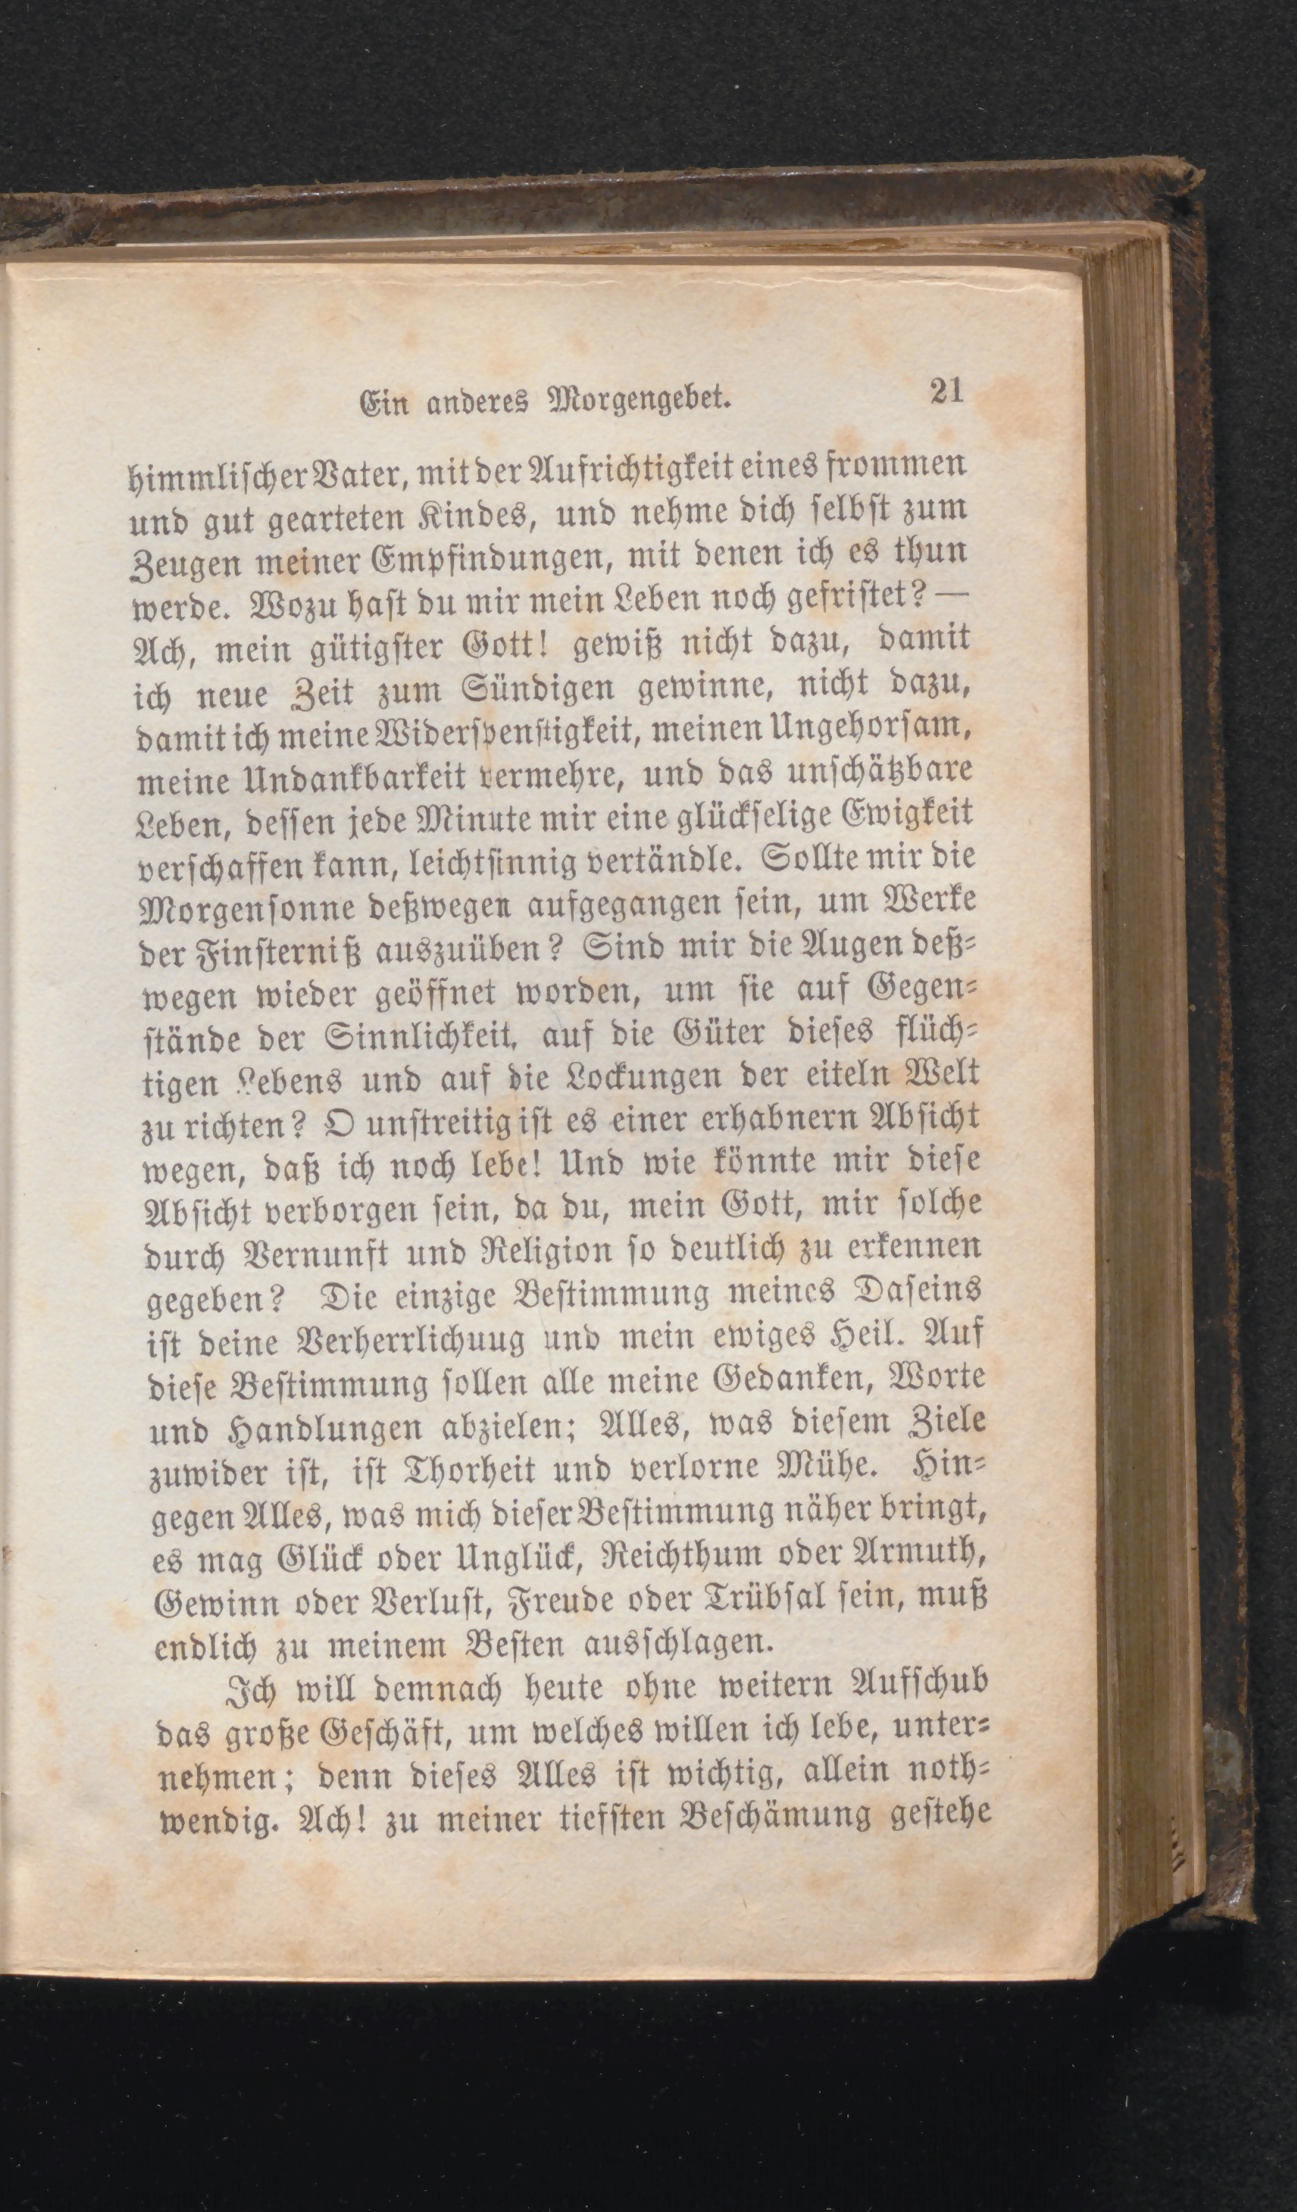 Ein anderes Morgengebet. 21
himmlischer Vater, mit der Aufrichtigkeit eines frommen
und gut gearteten Kindes, und nehme dich selbst zum
Zeugen meiner Empfindungen, mit denen ich es thun
werde. Wozu hast du mir mein Leben noch gefristet? —
Ach, mein gütigster Gott! gewiß nicht dazu, damit
ich neue Zeit zum Sündigen gewinne, nicht dazu,
damit ich meine Widerspenstigkeit, meinen Ungehorsam,
meine Undankbarkeit vermehre, und das unschätzbare
Leben, dessen jede Minute mir eine glückselige Ewigkeit
verschaffen kann, leichtsinnig vertändle. Sollte mir die
Morgensonne deßwegen aufgegangen sein, um Werke
der Finsterniß auszuüben? Sind mir die Augen deß-
wegen wieder geöffnet worden, um sie auf Gegen-
stände der Sinnlichkeit, auf die Güter dieses flüch-
tigen Lebens und auf die Lockungen der eiteln Welt
zu richten? O unstreitig ist es einer erhabnern Absicht
wegen, daß ich noch lebe! Und wie könnte mir diese
Absicht verborgen sein, da du, mein Gott, mir solche
durch Vernunft und Religion so deutlich zu erkennen
gegeben? Die einzige Bestimmung meines Daseins
ist deine Verherrlichuug und mein ewiges Heil. Auf
diese Bestimmung sollen alle meine Gedanken, Worte
und Handlungen abzielen; Alles, was diesem Ziele
zuwider ist, ist Thorheit und verlorne Mühe. Hin-
gegen Alles, was mich dieser Bestimmung näher bringt,
es mag Glück oder Unglück, Reichthum oder Armuth,
Gewinn oder Verlust, Freude oder Trübsal sein, muß
endlich zu meinem Besten ausschlagen.
Ich will demnach heute ohne weitern Aufschub
das große Geschäft, um welches willen ich lebe, unter-
nehmen; denn dieses Alles ist wichtig, allein noth-
wendig. Ach! zu meiner tiefsten Beschämung gestehe